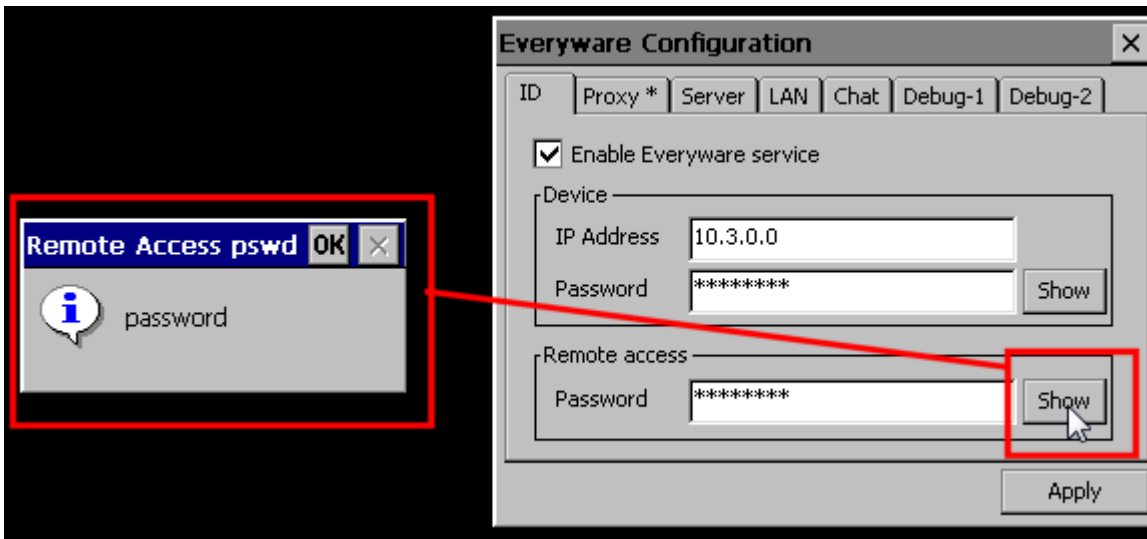 Everyware Configuration
ID Proxy * Server LAN Chat Debug-1 Debug-2
Enable Everyware service
Device
IP Address 10.3.0.0
Password ******** Show
Remote access
Password ******** Show
Apply
Remote Access pswd OK
password